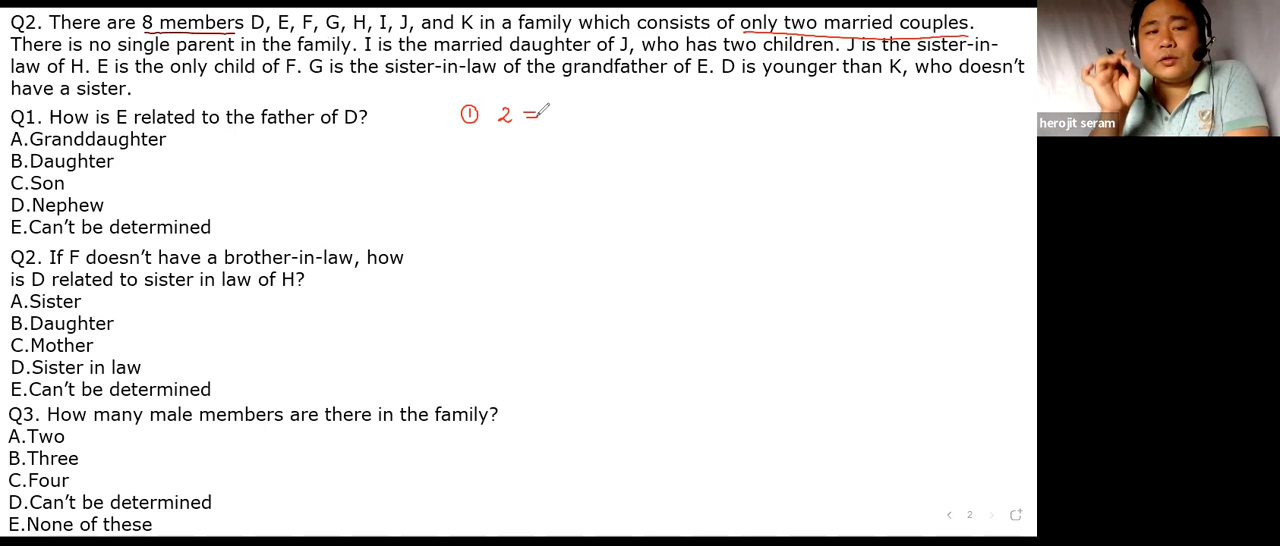 Q2. There are 8 members D, E, F, G, H, I, J, and K in a family which consists of only two married couples.
There is no single parent in the family. I is the married daughter of J, who has two children. J is the sister-in-
law of H. E is the only child of F. G is the sister-in-law of the grandfather of E. D is younger than K, who doesn’t
have a sister.
Q1. How is E related to the father of D?
① 2 =
A.Granddaughter
B.Daughter
C.Son
D.Nephew
E.Can’t be determined
Q2. If F doesn’t have a brother-in-law, how
is D related to sister in law of H?
A.Sister
B.Daughter
C.Mother
D.Sister in law
E.Can’t be determined
Q3. How many male members are there in the family?
A.Two
B.Three
C.Four
D.Can’t be determined
E.None of these
herojit seram
< 2 >